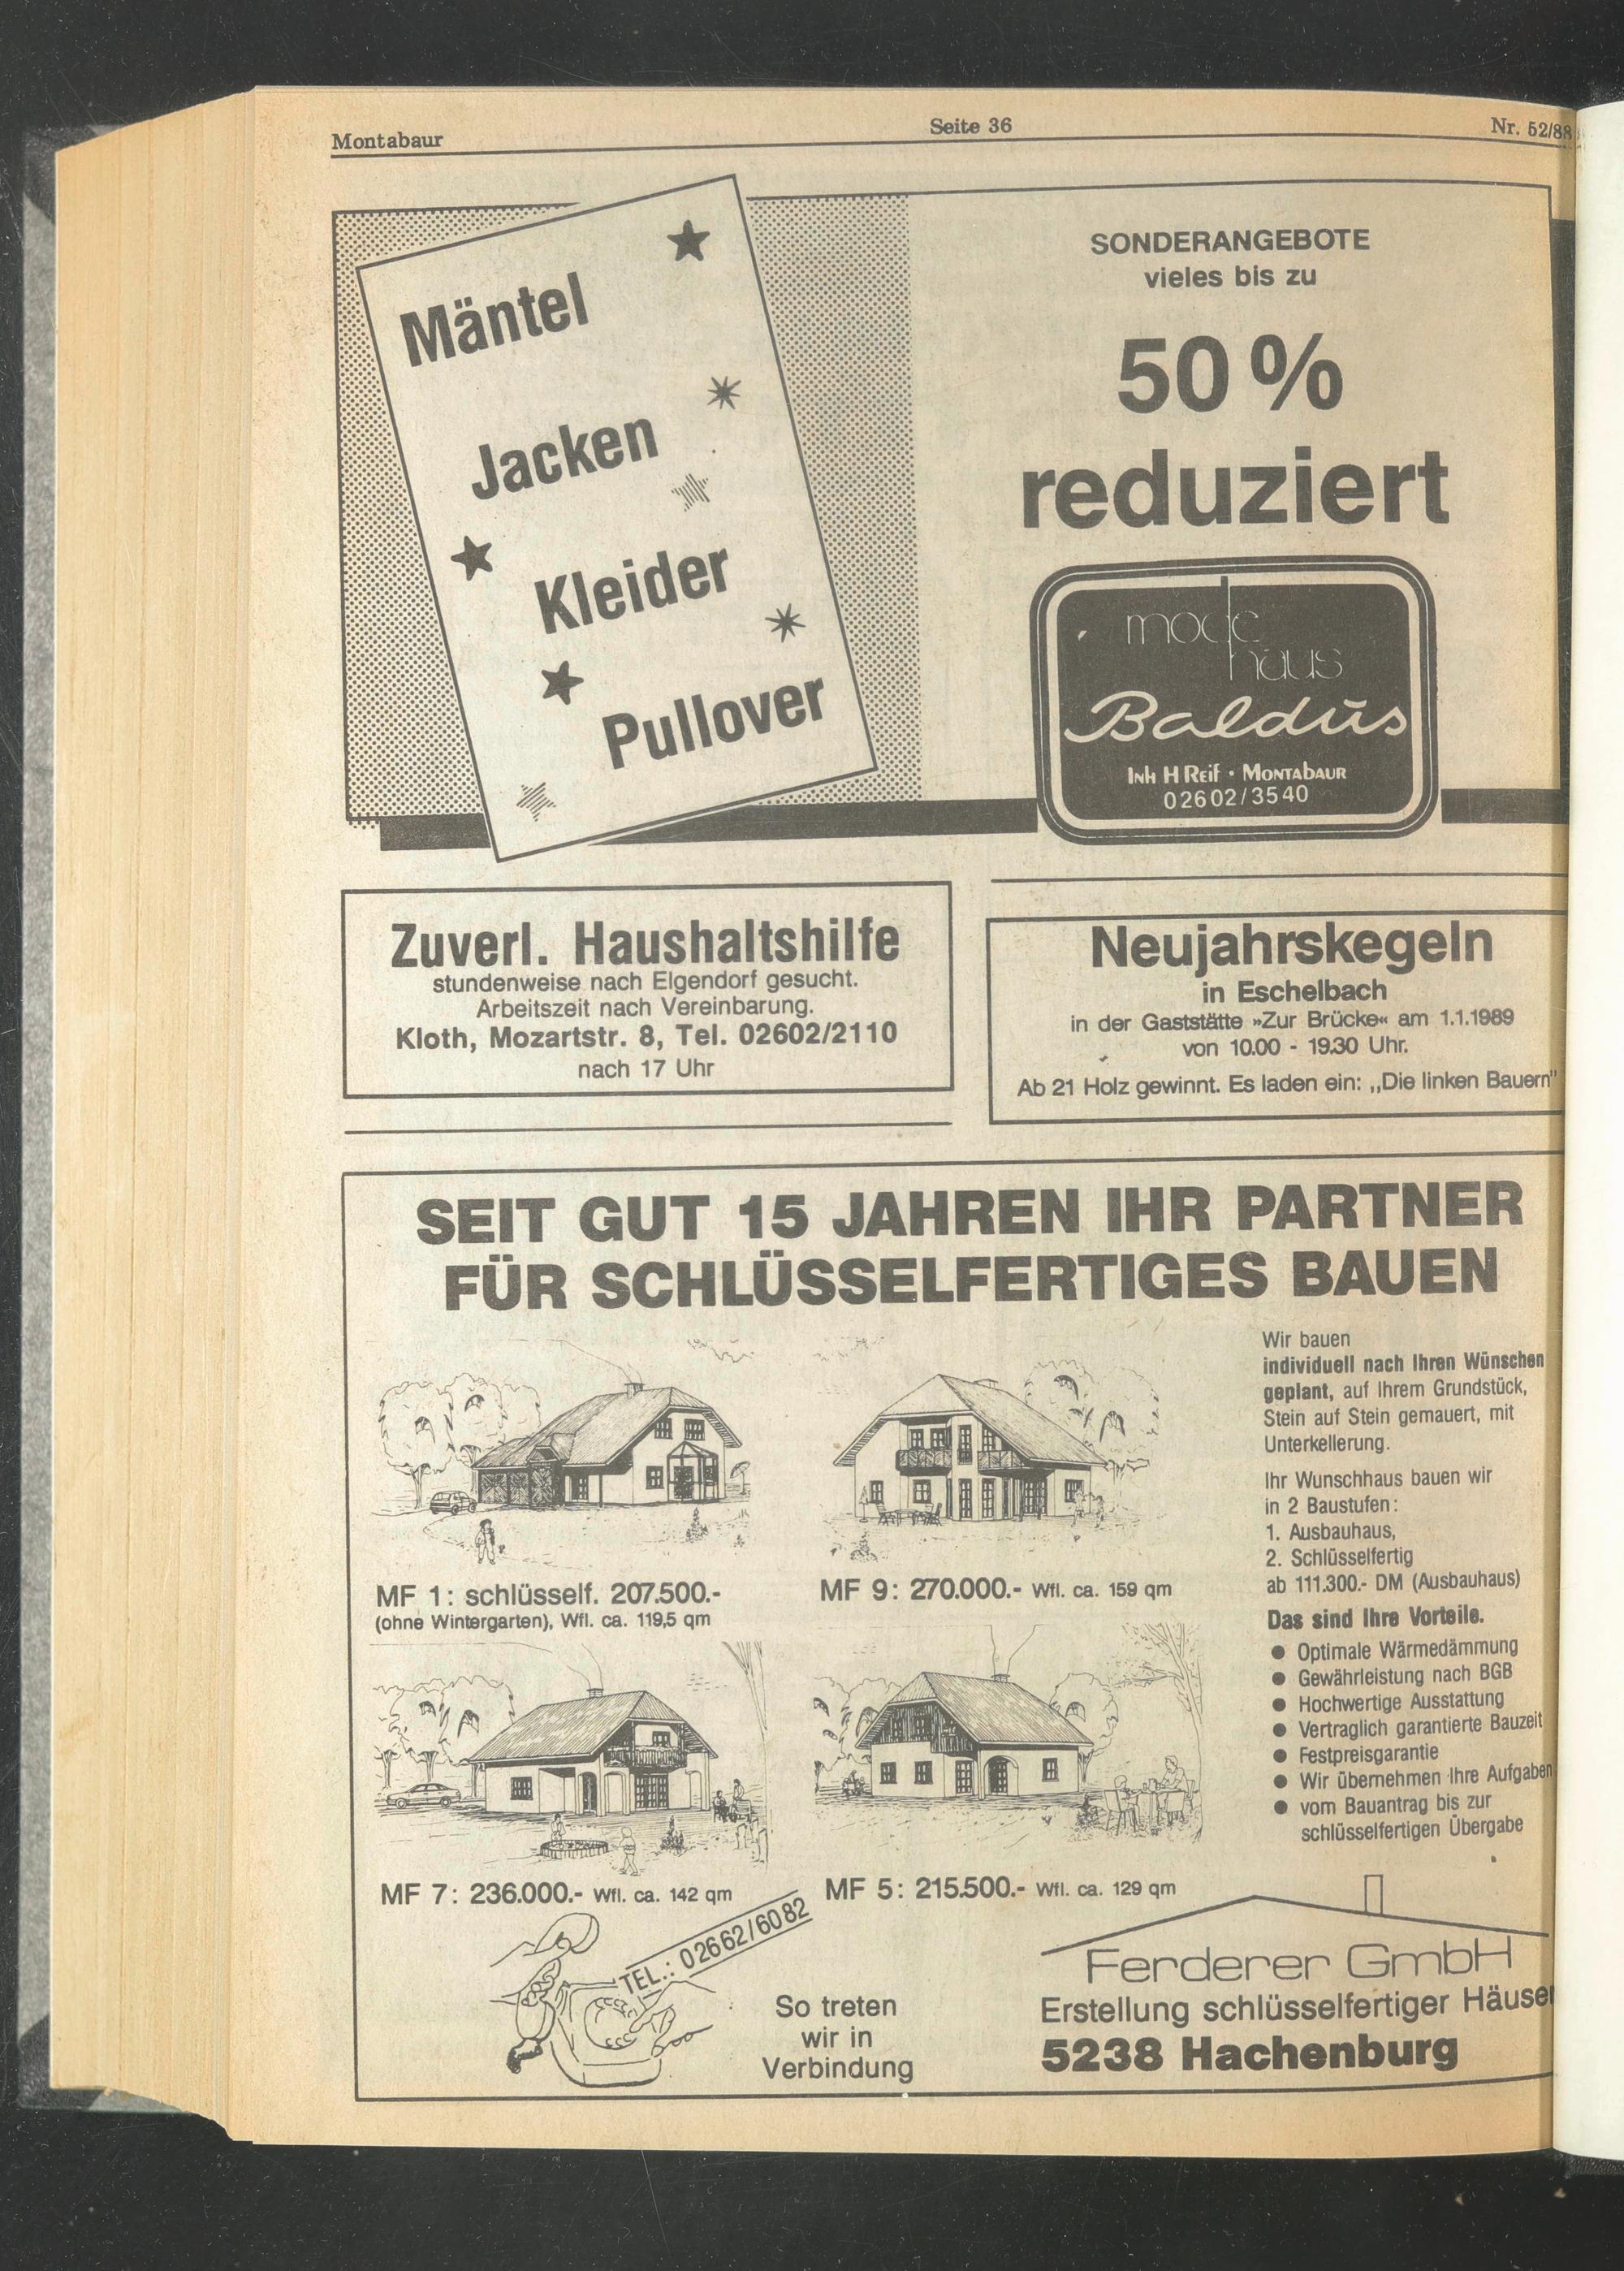 Montabaur
Seite 36
Nr. 52/88
Mäntel
Jacken
Kleider
Pullover
SONDERANGEBOTE
vieles bis zu
50 %
reduziert
mode
haus
Baldus
Inh H Reif • Montabaur
02602/3540
Zuverl. Haushaltshilfe
stundenweise nach Elgendorf gesucht.
Arbeitszeit nach Vereinbarung.
Kloth, Mozartstr. 8, Tel. 02602/2110
nach 17 Uhr
Neujahrskegeln
in Eschelbach
in der Gaststätte »Zur Brücke« am 1.1.1989
von 10.00 - 19.30 Uhr.
Ab 21 Holz gewinnt. Es laden ein: „Die linken Bauern"
SEIT GUT 15 JAHREN IHR PARTNER
FÜR SCHLÜSSELFERTIGES BAUEN
MF 1: schlüsself. 207.500.-
(ohne Wintergarten), Wfl. ca. 119,5 qm
MF 9: 270.000.- Wfl. ca. 159 qm
MF 7: 236.000.- Wfl. ca. 142 qm
MF 5: 215.500.- Wfl. ca. 129 qm
Wir bauen
individuell nach Ihren Wünschen
geplant, auf Ihrem Grundstück,
Stein auf Stein gemauert, mit
Unterkellerung.
Ihr Wunschhaus bauen wir
in 2 Baustufen:
1. Ausbauhaus,
2. Schlüsselfertig
ab 111.300.- DM (Ausbauhaus)
Das sind Ihre Vorteile.
● Optimale Wärmedämmung
● Gewährleistung nach BGB
● Hochwertige Ausstattung
● Vertraglich garantierte Bauzeit
● Festpreisgarantie
● Wir übernehmen Ihre Aufgaben
● vom Bauantrag bis zur
schlüsselfertigen Übergabe
TEL.: 02662/6082
So treten
wir in
Verbindung
Ferderer GmbH
Erstellung schlüsselfertiger Häuser
5238 Hachenburg